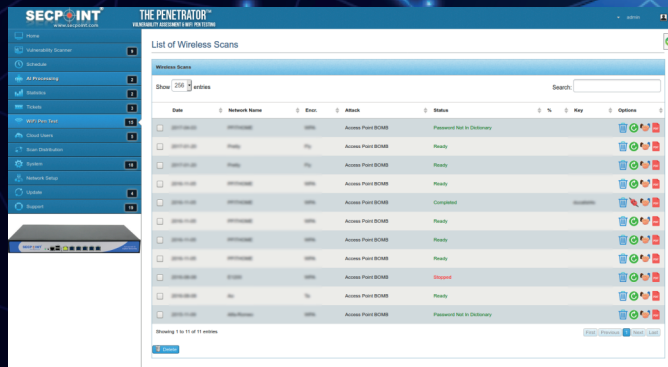 SECPOINT®
www.secpoint.com
THE PENETRATOR™
VULNERABILITY ASSESSMENT & WIFI PEN TESTING
admin
Home
Vulnerability Scanner
Schedule
AI Processing 2
Statistics 2
Tickets 3
WiFi Pen Test 13
Cloud Users 5
Scan Distribution
System 18
Network Setup
Update 4
Support 10
List of Wireless Scans
Wireless Scans
Show 256 entries
Search:
Date Network Name Encr. Attack Status % Key Options
Access Point BOMB Password Not In Dictionary
Access Point BOMB Ready
Access Point BOMB Ready
Access Point BOMB Ready
Access Point BOMB Completed
Access Point BOMB Ready
Access Point BOMB Ready
Access Point BOMB Ready
Access Point BOMB Stopped
Access Point BOMB Ready
Access Point BOMB Password Not In Dictionary
Showing 1 to 11 of 11 entries
First Previous 1 Next Last
Delete